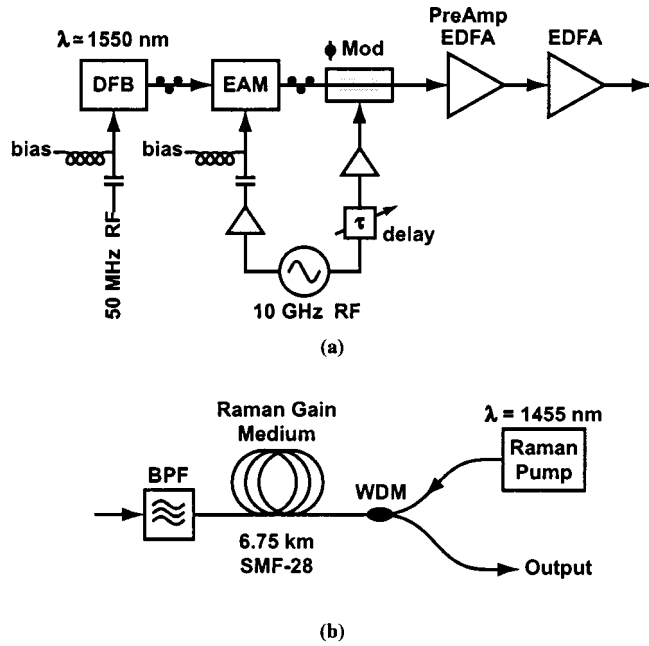 PreAmp
EDFA
EDFA
λ ≃ 1550 nm
ϕ Mod
DFB
EAM
bias
bias
50 MHz RF
τ
delay
10 GHz RF
(a)
Raman Gain
Medium
λ = 1455 nm
Raman
Pump
BPF
WDM
6.75 km
SMF-28
Output
(b)